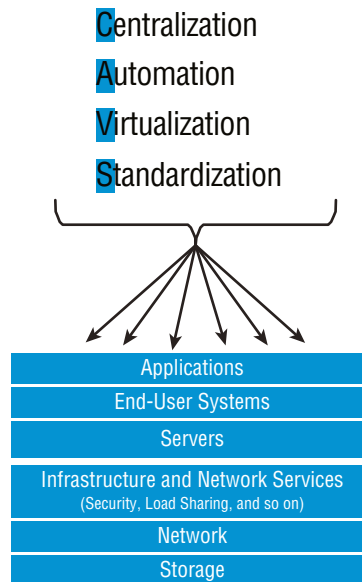 Centralization
Automation
Virtualization
Standardization
Applications
End-User Systems
Servers
Infrastructure and Network Services
(Security, Load Sharing, and so on)
Network
Storage